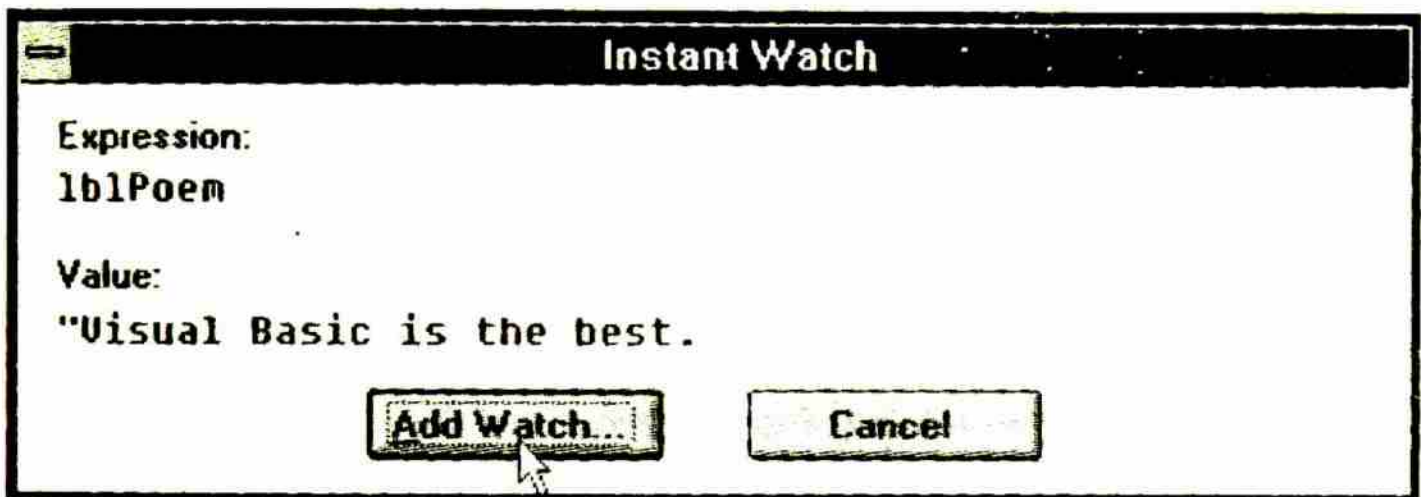 Instant Watch
Expression:
lblPoem
Value:
"Visual Basic is the best.
Add Watch... Cancel